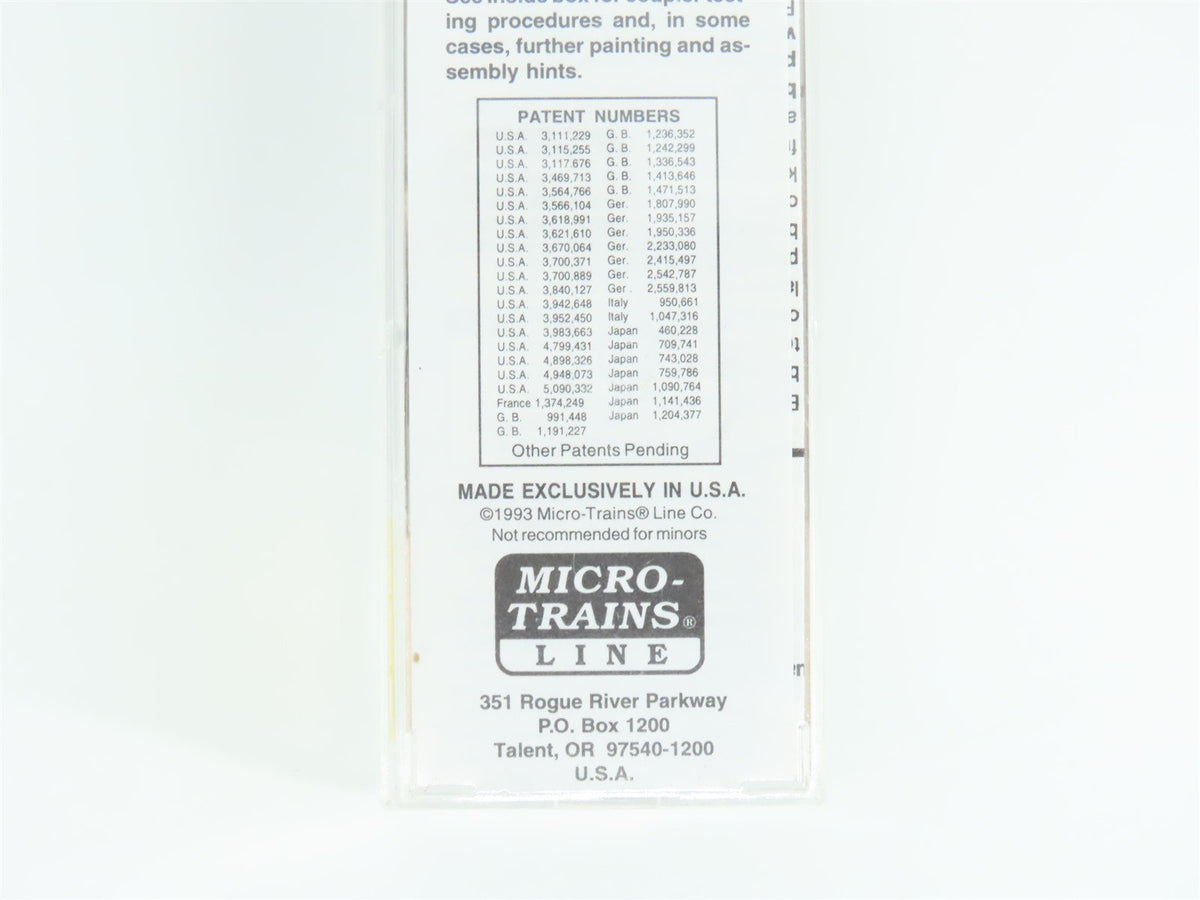 See inside box for coupler test-
ing procedures and, in some
cases, further painting and as-
sembly hints.
PATENT NUMBERS
U.S.A. 3,111,229 G. B. 1,236,352
U.S.A. 3,115,255 G. B. 1,242,299
U.S.A. 3,117.676 G. B. 1,336,543
U.S.A. 3,469,713 G. B. 1,413,646
U.S.A. 3,564,766 G. B. 1,471,513
U.S.A. 3,566,104 Ger. 1,807,990
U.S.A. 3,618,991 Ger. 1,935,157
U.S.A. 3,621,610 Ger. 1,950,336
U.S.A. 3,670,064 Ger. 2,233,080
U.S.A. 3,700,371 Ger. 2,415,497
U.S.A. 3,700,889 Ger. 2,542,787
U.S.A. 3,840,127 Ger . 2,559,813
U.S.A. 3,942,648 Italy 950,661
U.S.A. 3,952,450 Italy 1,047,316
U.S.A. 3,983,663 Japan 460,228
U.S.A. 4,799,431 Japan 709,741
U.S.A. 4,898,326 Japan 743,028
U.S.A. 4,948,073 Japan 759,786
U.S.A. 5,090,332 Japan 1,090,764
France 1,374,249 Japan 1,141,436
G. B. 991,448 Japan 1,204,377
G. B. 1,191,227
Other Patents Pending
MADE EXCLUSIVELY IN U.S.A.
©1993 Micro-Trains® Line Co.
Not recommended for minors
MICRO-
TRAINS®
LINE
351 Rogue River Parkway
P.O. Box 1200
Talent, OR 97540-1200
U.S.A.